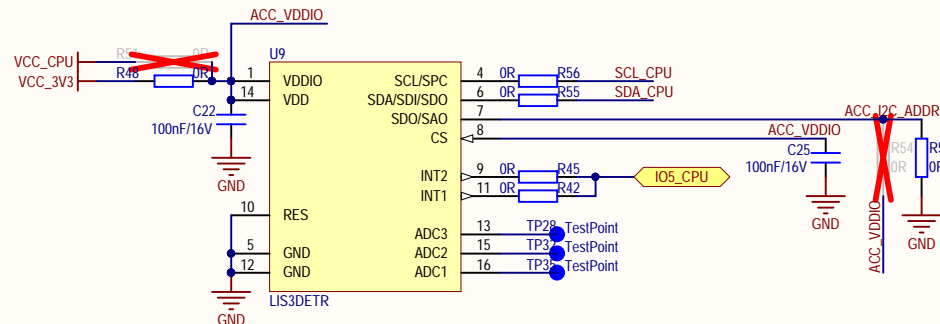 ACC_VDDIO
U9
VCC_CPU
VCC_3V3
R48 0R
C22
100nF/16V
GND
1 VDDIO
14 VDD
10 RES
5 GND
12 GND
GND
LIS3DETR
SCL/SPC 4 0R R56 SCL_CPU
SDA/SDI/SDO 6 0R R55 SDA_CPU
SDO/SAO 7 ACC_I2C_ADDR
CS 8 ACC_VDDIO
INT2 9 0R R45
INT1 11 0R R42
IO5_CPU
ADC3 13 TP28 TestPoint
ADC2 15 TP32 TestPoint
ADC1 16 TP35 TestPoint
C25
100nF/16V
GND
R54
0R
ACC_VDDIO
GND